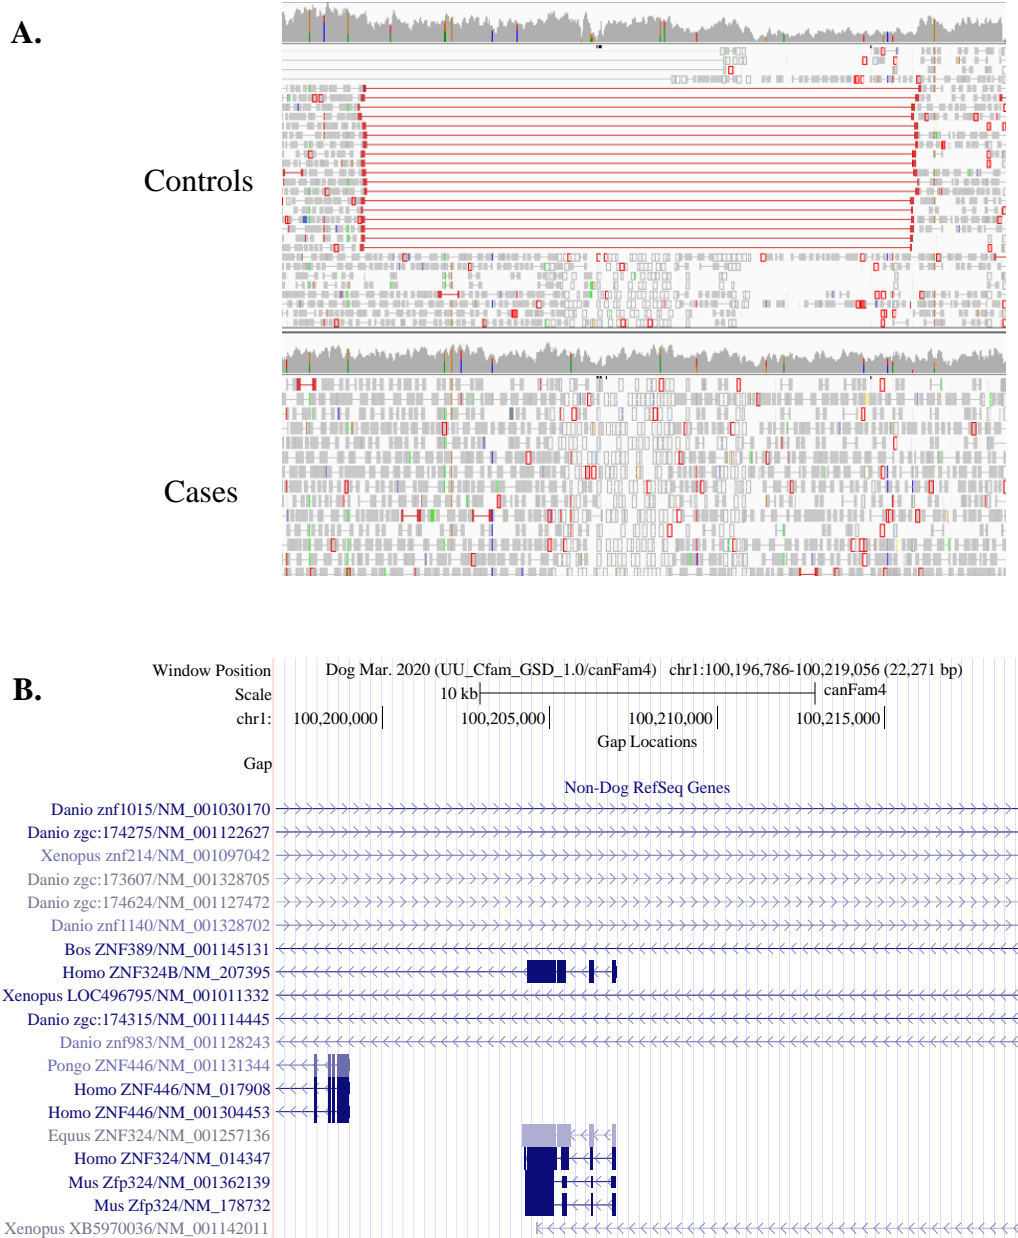 A.
Controls
Cases
B.
Window Position Dog Mar. 2020 (UU_Cfam_GSD_1.0/canFam4) chr1:100,196,786-100,219,056 (22,271 bp)
Scale 10 kb canFam4
chr1: 100,200,000 100,205,000 100,210,000 100,215,000
Gap Locations
Gap
Non-Dog RefSeq Genes
Danio znf1015/NM_001030170
Danio zgc:174275/NM_001122627
Xenopus znf214/NM_001097042
Danio zgc:173607/NM_001328705
Danio zgc:174624/NM_001127472
Danio znf1140/NM_001328702
Bos ZNF389/NM_001145131
Homo ZNF324B/NM_207395
Xenopus LOC496795/NM_001011332
Danio zgc:174315/NM_001114445
Danio znf983/NM_001128243
Pongo ZNF446/NM_001131344
Homo ZNF446/NM_017908
Homo ZNF446/NM_001304453
Equus ZNF324/NM_001257136
Homo ZNF324/NM_014347
Mus Zfp324/NM_001362139
Mus Zfp324/NM_178732
Xenopus XB5970036/NM_001142011